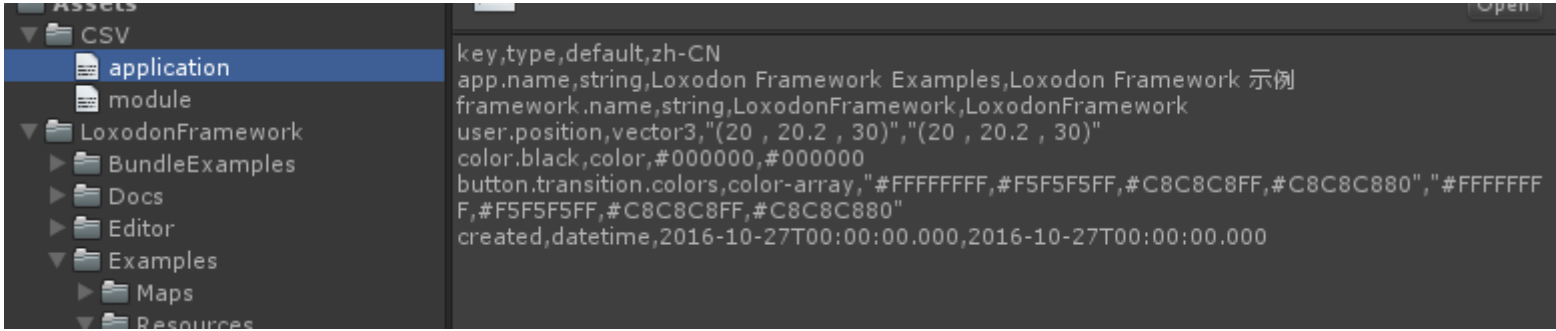 Assets
CSV
application
module
LoxodonFramework
BundleExamples
Docs
Editor
Examples
Maps
Resources
Open
key,type,default,zh-CN
app.name,string,Loxodon Framework Examples,Loxodon Framework 示例
framework.name,string,LoxodonFramework,LoxodonFramework
user.position,vector3,"(20 , 20.2 , 30)","(20 , 20.2 , 30)"
color.black,color,#000000,#000000
button.transition.colors,color-array,"#FFFFFFFF,#F5F5F5FF,#C8C8C8FF,#C8C8C880","#FFFFFFF
F,#F5F5F5FF,#C8C8C8FF,#C8C8C880"
created,datetime,2016-10-27T00:00:00.000,2016-10-27T00:00:00.000